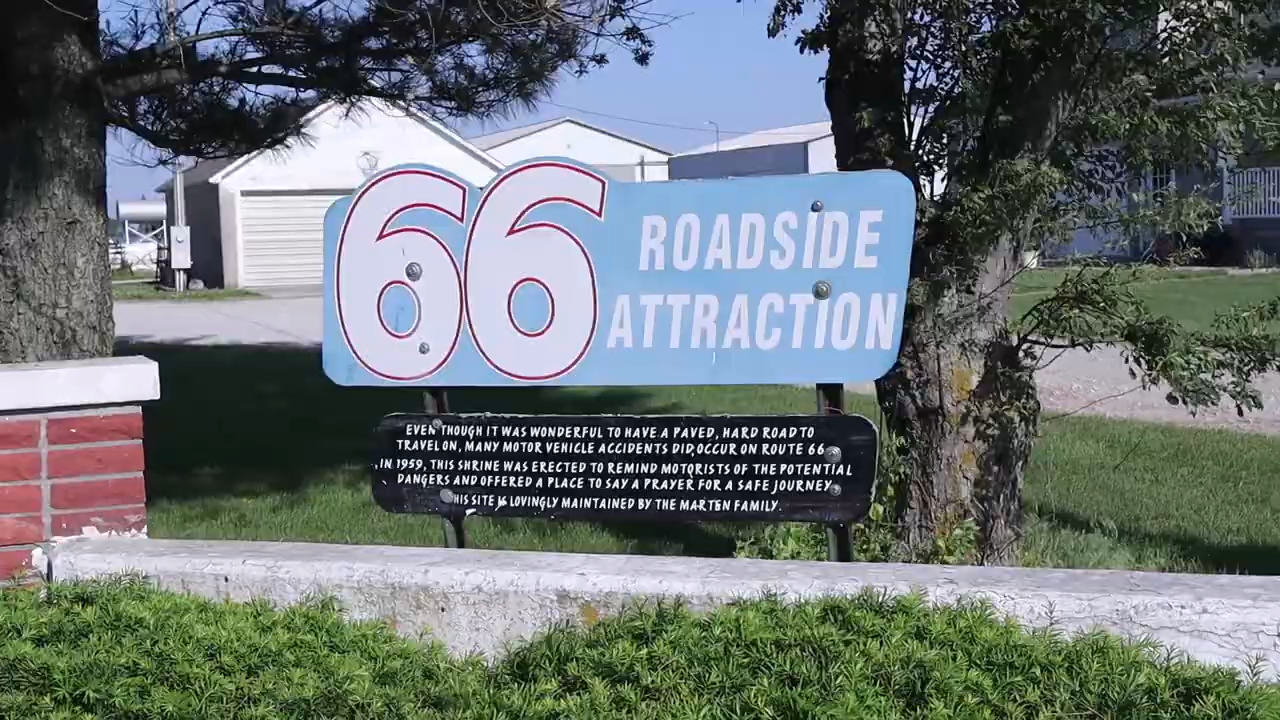 66 ROADSIDE
ATTRACTION
EVEN THOUGH IT WAS WONDERFUL TO HAVE A PAVED, HARD ROAD TO
TRAVEL ON, MANY MOTOR VEHICLE ACCIDENTS DID OCCUR ON ROUTE 66.
IN 1959, THIS SHRINE WAS ERECTED TO REMIND MOTORISTS OF THE POTENTIAL
DANGERS AND OFFERED A PLACE TO SAY A PRAYER FOR A SAFE JOURNEY.
THIS SITE IS LOVINGLY MAINTAINED BY THE MARTEN FAMILY.